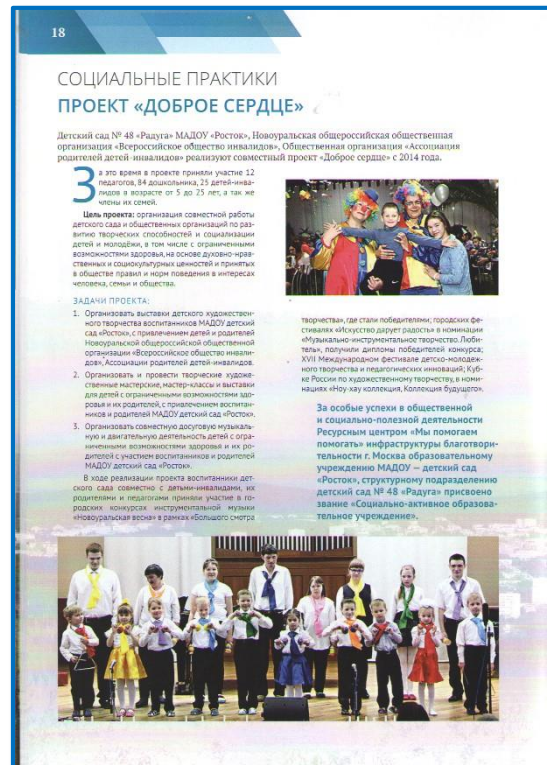 18
СОЦИАЛЬНЫЕ ПРАКТИКИ
ПРОЕКТ «ДОБРОЕ СЕРДЦЕ»
Детский сад № 48 «Радуга» МАДОУ «Росток», Новоуральская общероссийская общественная
организация «Всероссийское общество инвалидов», Общественная организация «Ассоциация
родителей детей-инвалидов» реализуют совместный проект «Доброе сердце» с 2014 года.
За это время в проекте приняли участие 12
педагогов, 84 дошкольника, 25 детей-инва-
лидов в возрасте от 5 до 25 лет, а так же
члены их семей.
Цель проекта: организация совместной работы
детского сада и общественных организаций по раз-
витию творческих способностей и социализации
детей и молодёжи, в том числе с ограниченными
возможностями здоровья, на основе духовно-нрав-
ственных и социокультурных ценностей и принятых
в обществе правил и норм поведения в интересах
человека, семьи и общества.
ЗАДАЧИ ПРОЕКТА:
1. Организовать выставки детского художествен-
ного творчества воспитанников МАДОУ детский
сад «Росток», с привлечением детей и родителей
Новоуральской общероссийской общественной
организации «Всероссийское общество инвали-
дов», Ассоциации родителей детей-инвалидов.
2. Организовать и провести творческие художе-
ственные мастерские, мастер-классы и выставки
для детей с ограниченными возможностями здо-
ровья и их родителей, с привлечением воспитан-
ников и родителей МАДОУ детский сад «Росток».
3. Организовать совместную досуговую музыкаль-
ную и двигательную деятельность детей с огра-
ниченными возможностями здоровья и их ро-
дителей с участием воспитанников и родителей
МАДОУ детский сад «Росток».
В ходе реализации проекта воспитанники дет-
ского сада совместно с детьми-инвалидами, их
родителями и педагогами приняли участие в го-
родских конкурсах инструментальной музыки
«Новоуральская весна» в рамках «Большого смотра
творчества», где стали победителями; городских фе-
стивалях «Искусство дарует радость» в номинации
«Музыкально-инструментальное творчество. Люби-
тель», получили дипломы победителей конкурса;
XVII Международном фестивале детско-молодеж-
ного творчества и педагогических инноваций; Куб-
ке России по художественному творчеству, в номи-
нациях «Ноу-хау коллекция, Коллекция будущего».
За особые успехи в общественной
и социально-полезной деятельности
Ресурсным центром «Мы помогаем
помогать» инфраструктуры благотвори-
тельности г. Москва образовательному
учреждению МАДОУ — детский сад
«Росток», структурному подразделению
детский сад № 48 «Радуга» присвоено
звание «Социально-активное образова-
тельное учреждение».